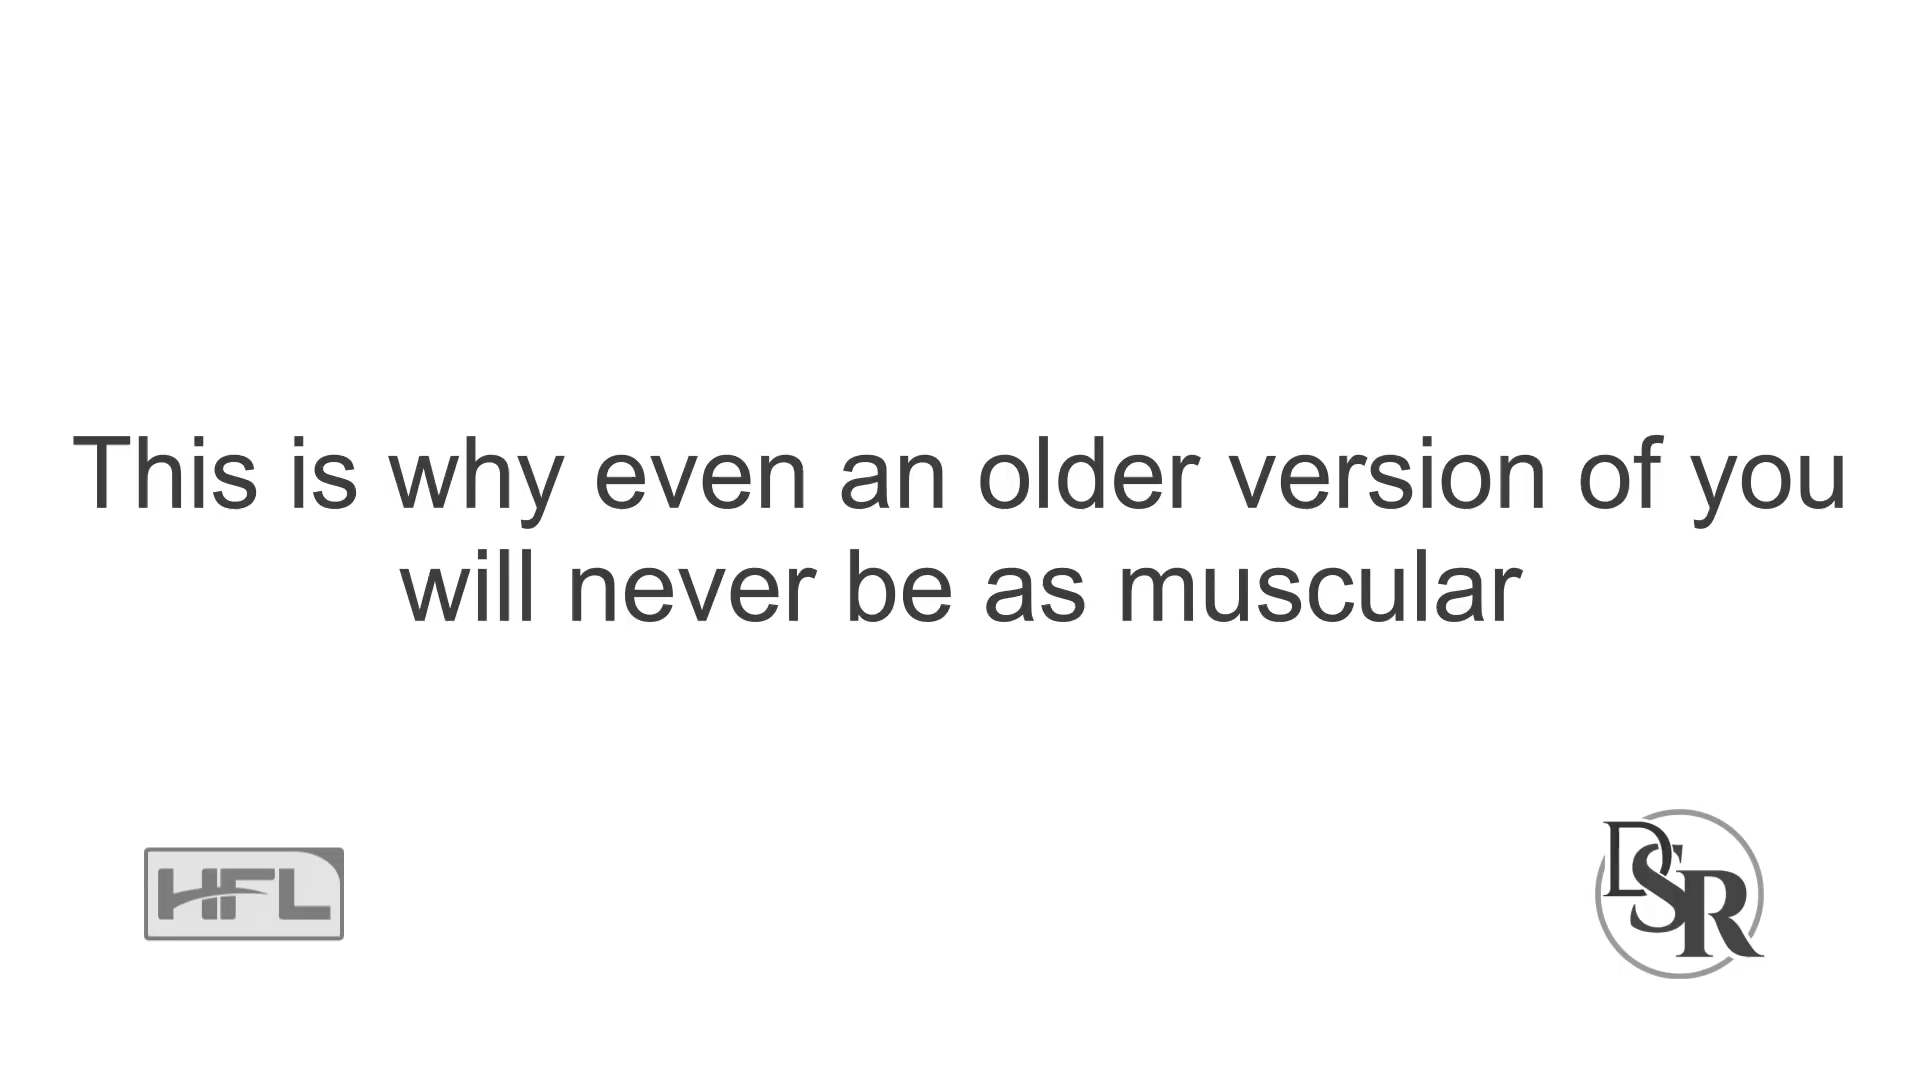 This is why even an older version of you
will never be as muscular
HFL
DSR